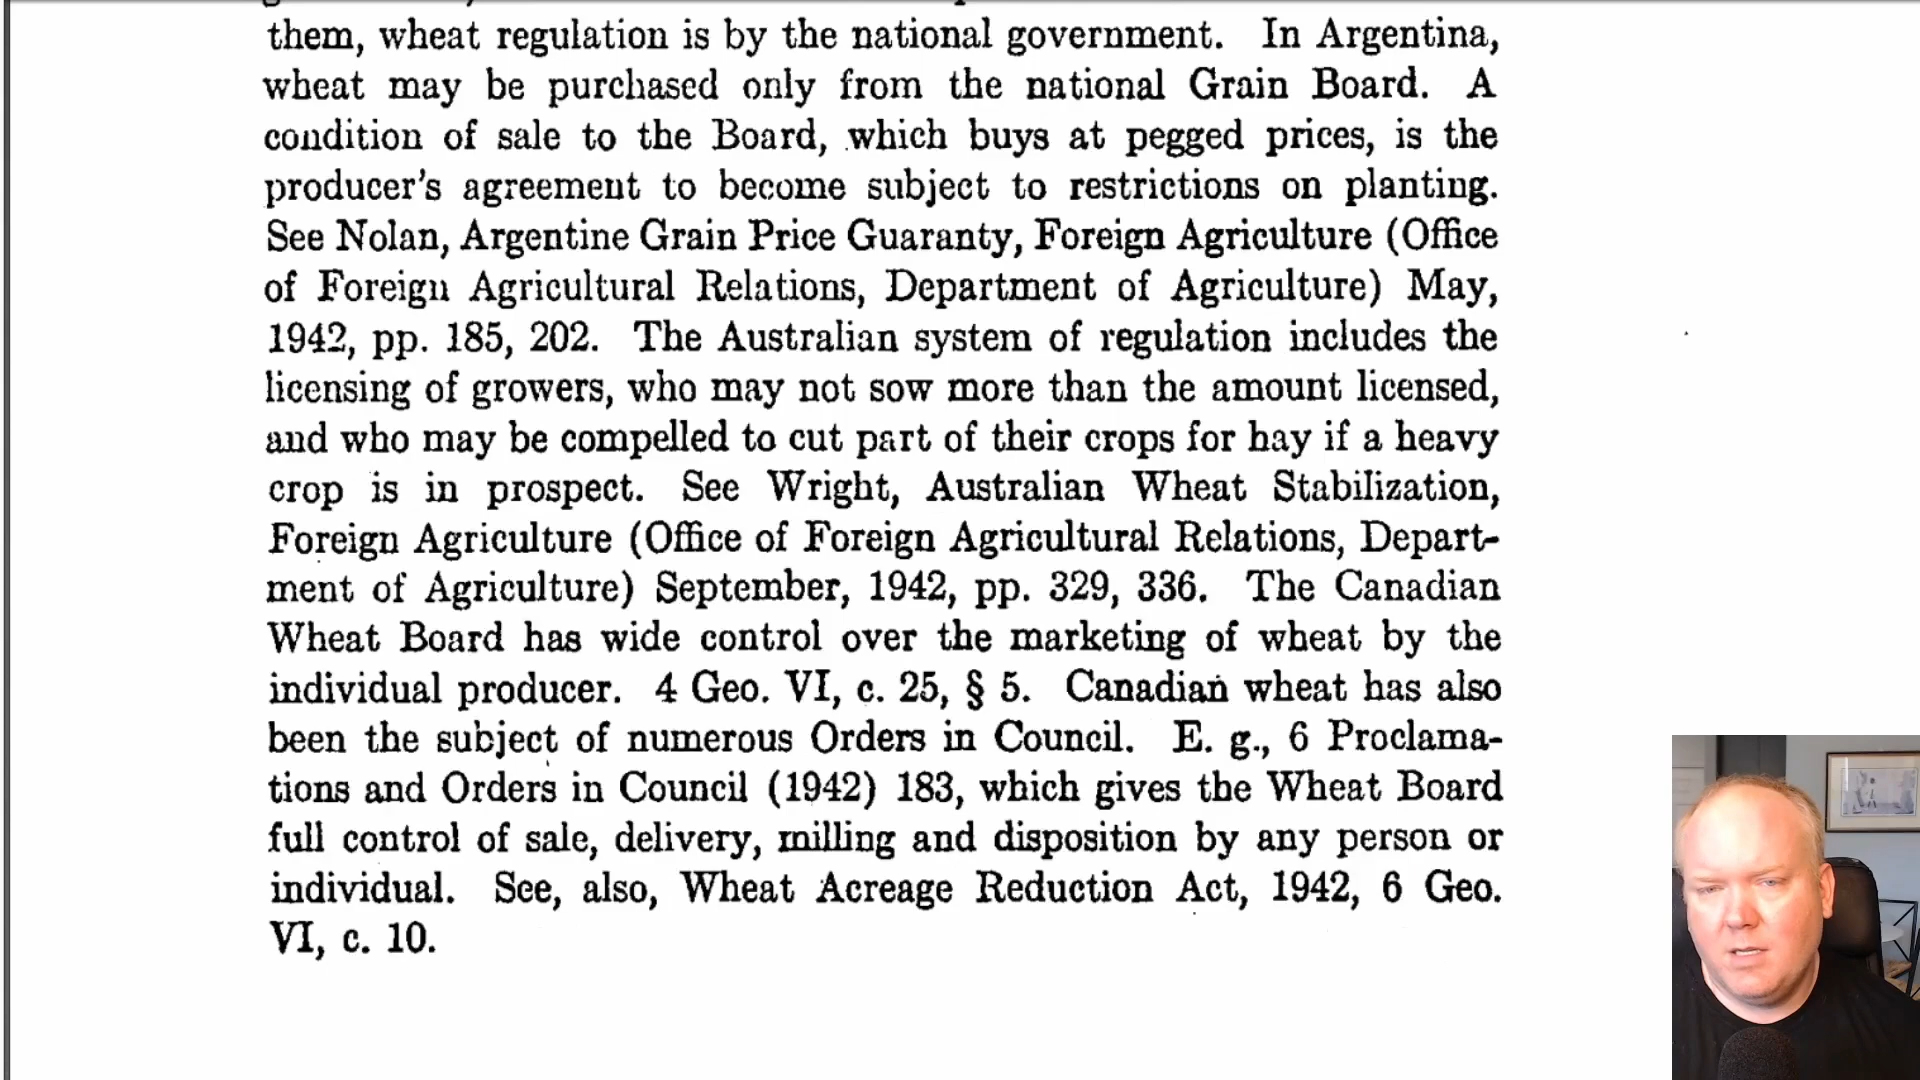 them, wheat regulation is by the national government. In Argentina,
wheat may be purchased only from the national Grain Board. A
condition of sale to the Board, which buys at pegged prices, is the
producer's agreement to become subject to restrictions on planting.
See Nolan, Argentine Grain Price Guaranty, Foreign Agriculture (Office
of Foreign Agricultural Relations, Department of Agriculture) May,
1942, pp. 185, 202. The Australian system of regulation includes the
licensing of growers, who may not sow more than the amount licensed,
and who may be compelled to cut part of their crops for hay if a heavy
crop is in prospect. See Wright, Australian Wheat Stabilization,
Foreign Agriculture (Office of Foreign Agricultural Relations, Depart-
ment of Agriculture) September, 1942, pp. 329, 336. The Canadian
Wheat Board has wide control over the marketing of wheat by the
individual producer. 4 Geo. VI, c. 25, § 5. Canadian wheat has also
been the subject of numerous Orders in Council. E. g., 6 Proclama-
tions and Orders in Council (1942) 183, which gives the Wheat Board
full control of sale, delivery, milling and disposition by any person or
individual. See, also, Wheat Acreage Reduction Act, 1942, 6 Geo.
VI, c. 10.